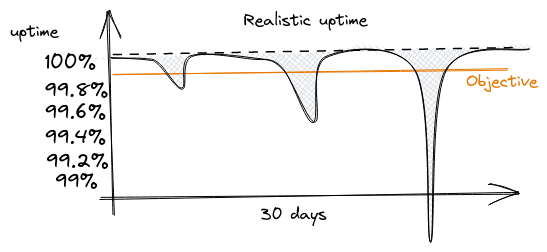 Realistic uptime
uptime
100%
99.8%
Objective
99.6%
99.4%
99.2%
99%
30 days